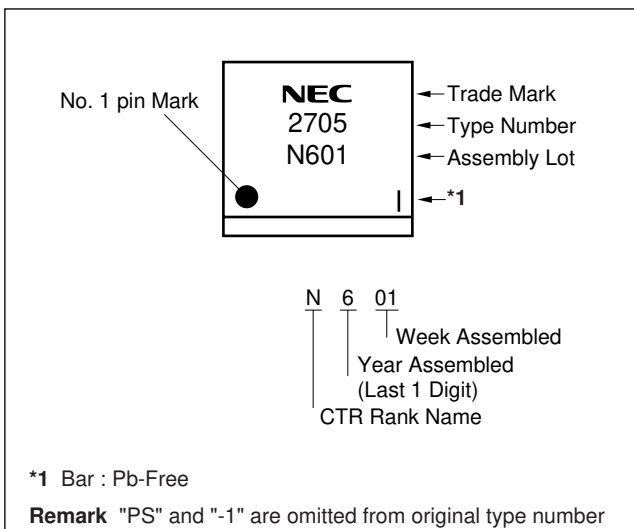 No. 1 pin Mark
NEC
2705
N601
Trade Mark
Type Number
Assembly Lot
*1
N 6 01
Week Assembled
Year Assembled
(Last 1 Digit)
CTR Rank Name
*1 Bar : Pb-Free
Remark "PS" and "-1" are omitted from original type number